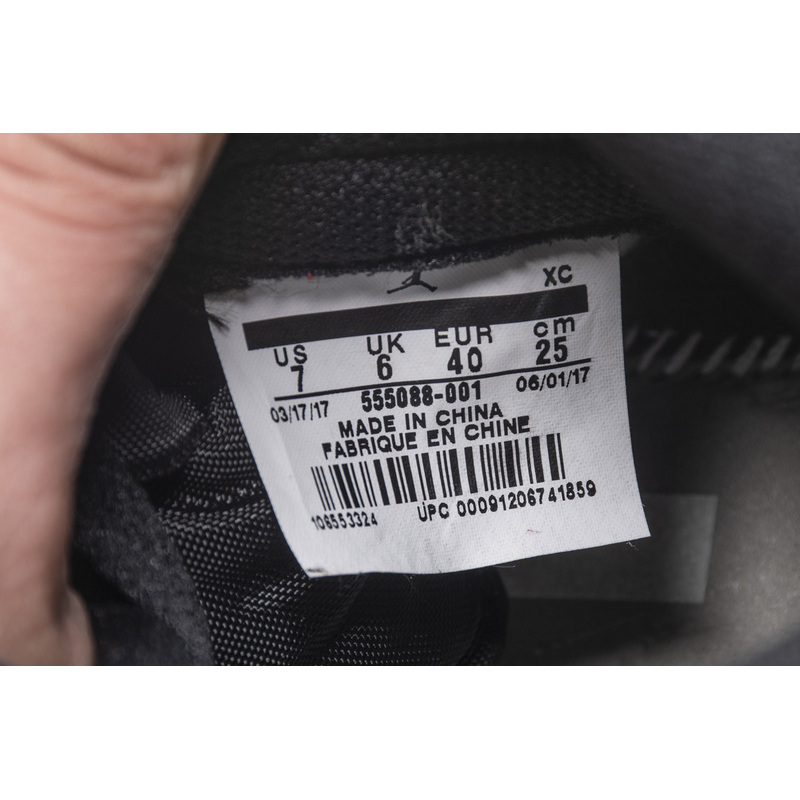 XC
US UK EUR cm
7 6 40 25
03/17/17 555088-001 06/01/17
MADE IN CHINA
FABRIQUE EN CHINE
106553324 UPC 00091206741859